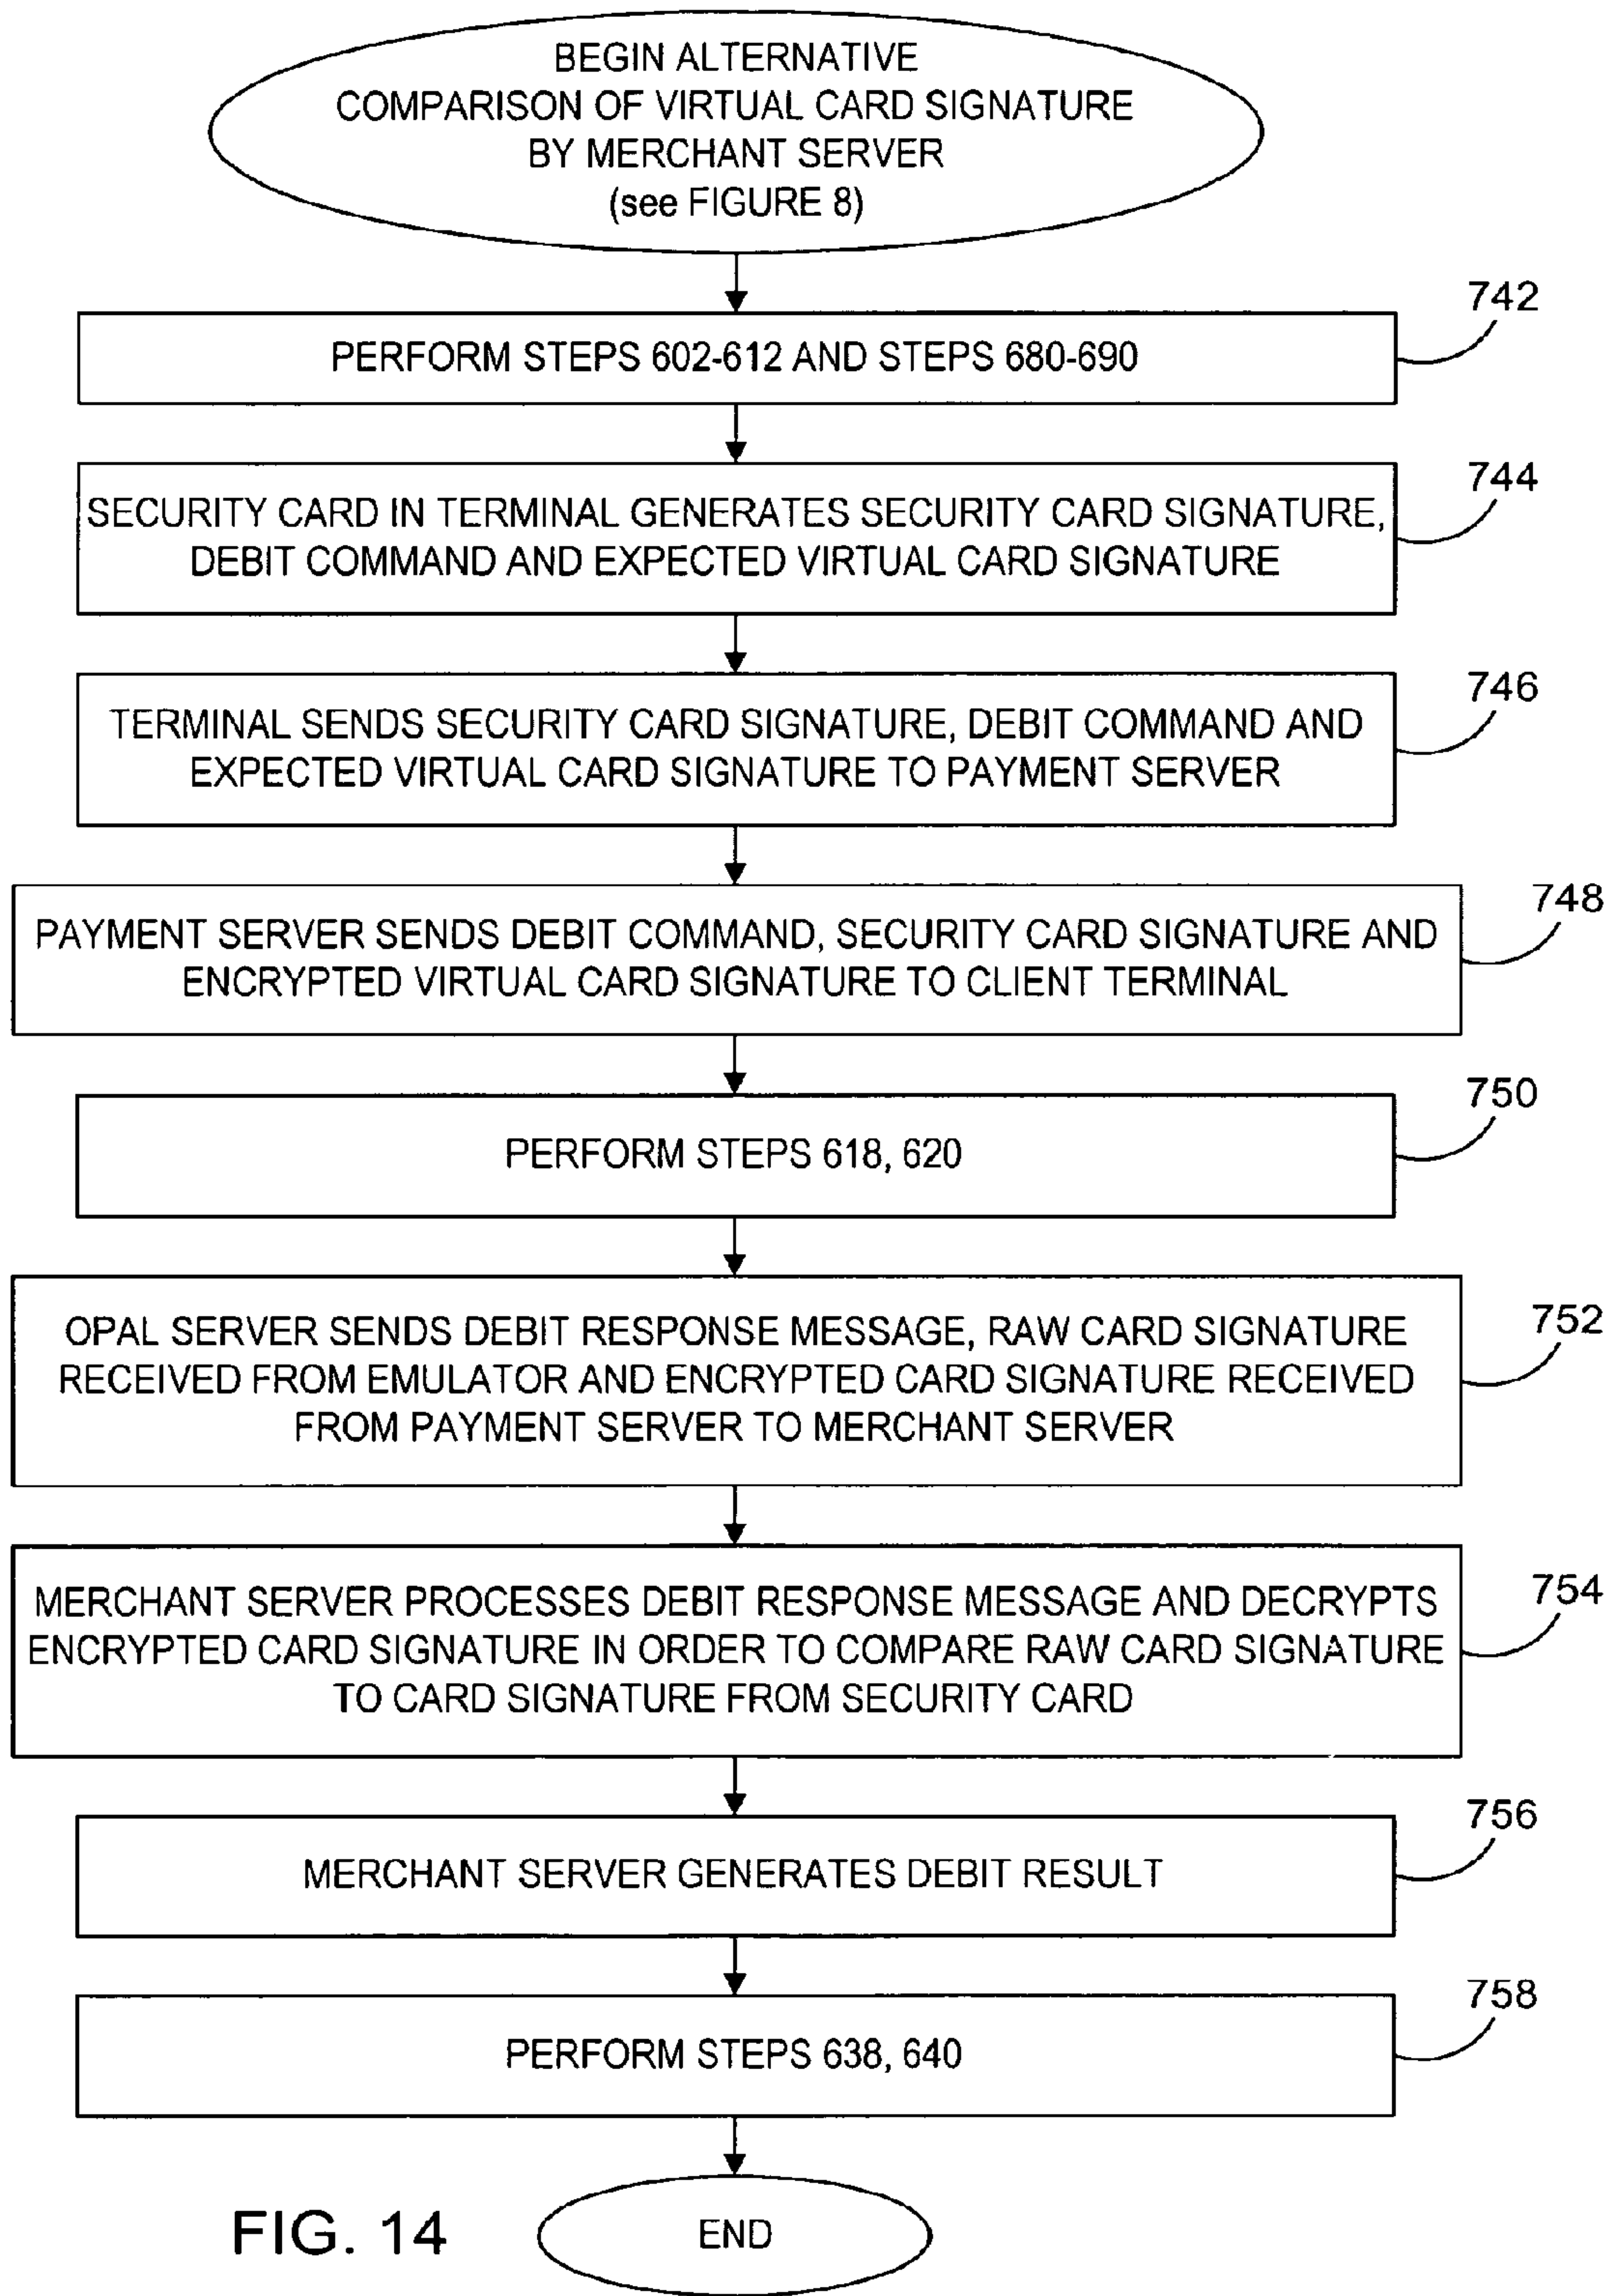 BEGIN ALTERNATIVE
COMPARISON OF VIRTUAL CARD SIGNATURE
BY MERCHANT SERVER
(see FIGURE 8)
742
PERFORM STEPS 602-612 AND STEPS 680-690
744
SECURITY CARD IN TERMINAL GENERATES SECURITY CARD SIGNATURE,
DEBIT COMMAND AND EXPECTED VIRTUAL CARD SIGNATURE
746
TERMINAL SENDS SECURITY CARD SIGNATURE, DEBIT COMMAND AND
EXPECTED VIRTUAL CARD SIGNATURE TO PAYMENT SERVER
748
PAYMENT SERVER SENDS DEBIT COMMAND, SECURITY CARD SIGNATURE AND
ENCRYPTED VIRTUAL CARD SIGNATURE TO CLIENT TERMINAL
750
PERFORM STEPS 618, 620
752
OPAL SERVER SENDS DEBIT RESPONSE MESSAGE, RAW CARD SIGNATURE
RECEIVED FROM EMULATOR AND ENCRYPTED CARD SIGNATURE RECEIVED
FROM PAYMENT SERVER TO MERCHANT SERVER
754
MERCHANT SERVER PROCESSES DEBIT RESPONSE MESSAGE AND DECRYPTS
ENCRYPTED CARD SIGNATURE IN ORDER TO COMPARE RAW CARD SIGNATURE
TO CARD SIGNATURE FROM SECURITY CARD
756
MERCHANT SERVER GENERATES DEBIT RESULT
758
PERFORM STEPS 638, 640
FIG. 14
END